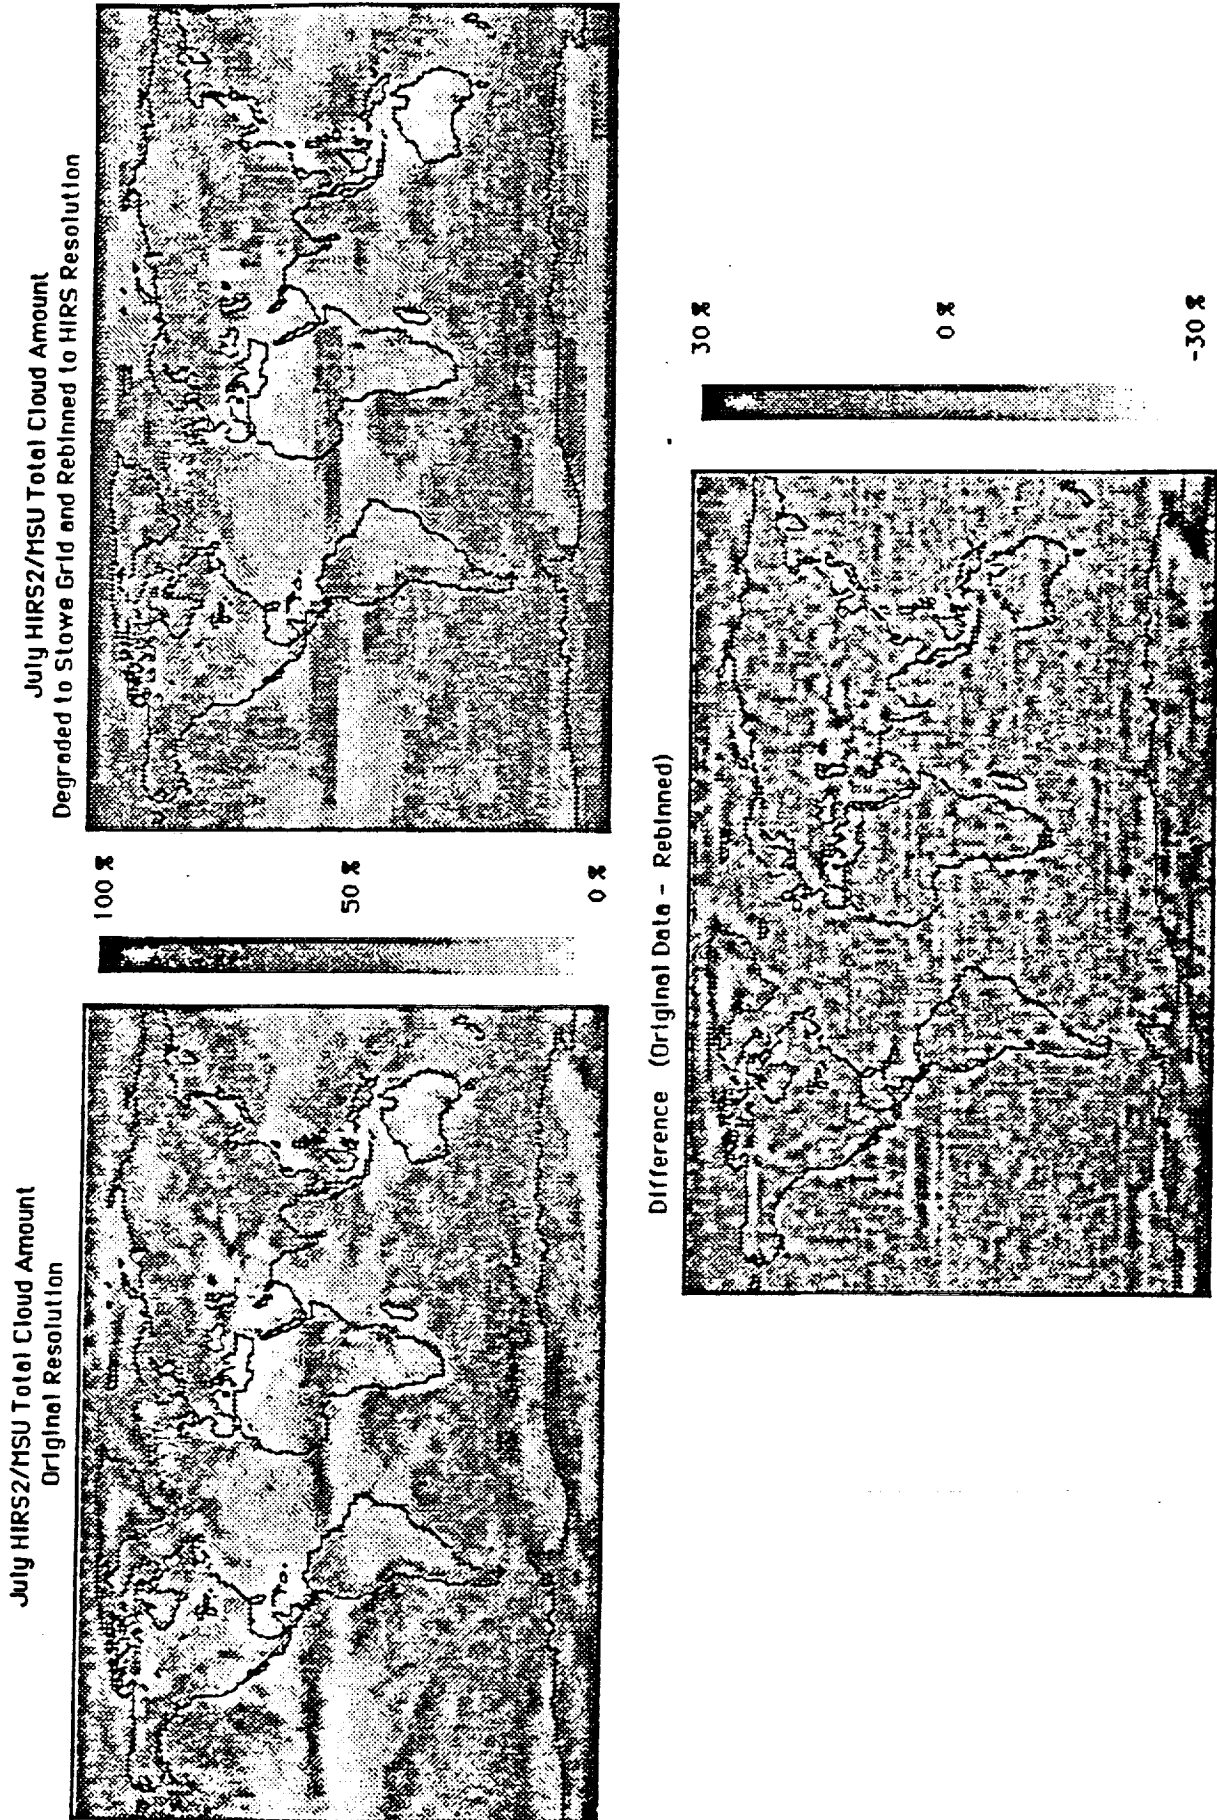 July HIRS2/MSU Total Cloud Amount
Original Resolution
100 %
50 %
0 %
July HIRS2/MSU Total Cloud Amount
Degraded to Stowe Grid and Rebinned to HIRS Resolution
Difference (Original Data - Rebinned)
30 %
0 %
-30 %